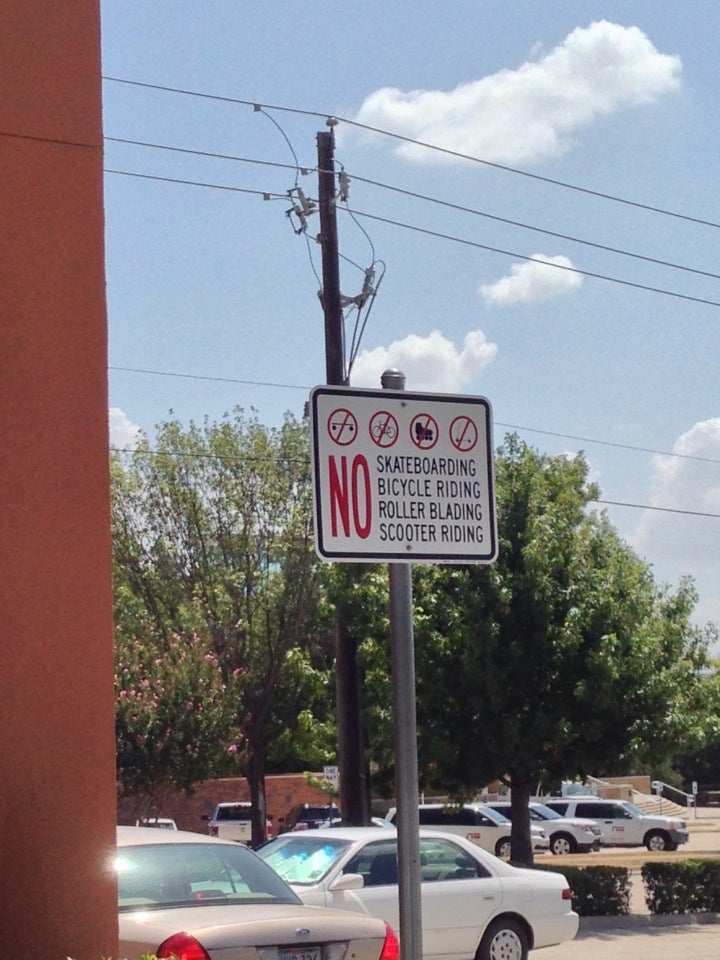 NO
SKATEBOARDING
BICYCLE RIDING
ROLLER BLADING
SCOOTER RIDING